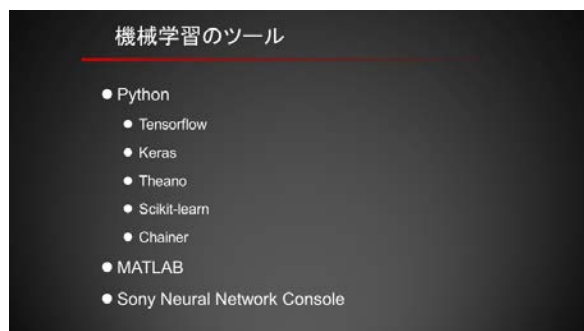 機械学習のツール
Python
Tensorflow
Keras
Theano
Scikit-learn
Chainer
MATLAB
Sony Neural Network Console